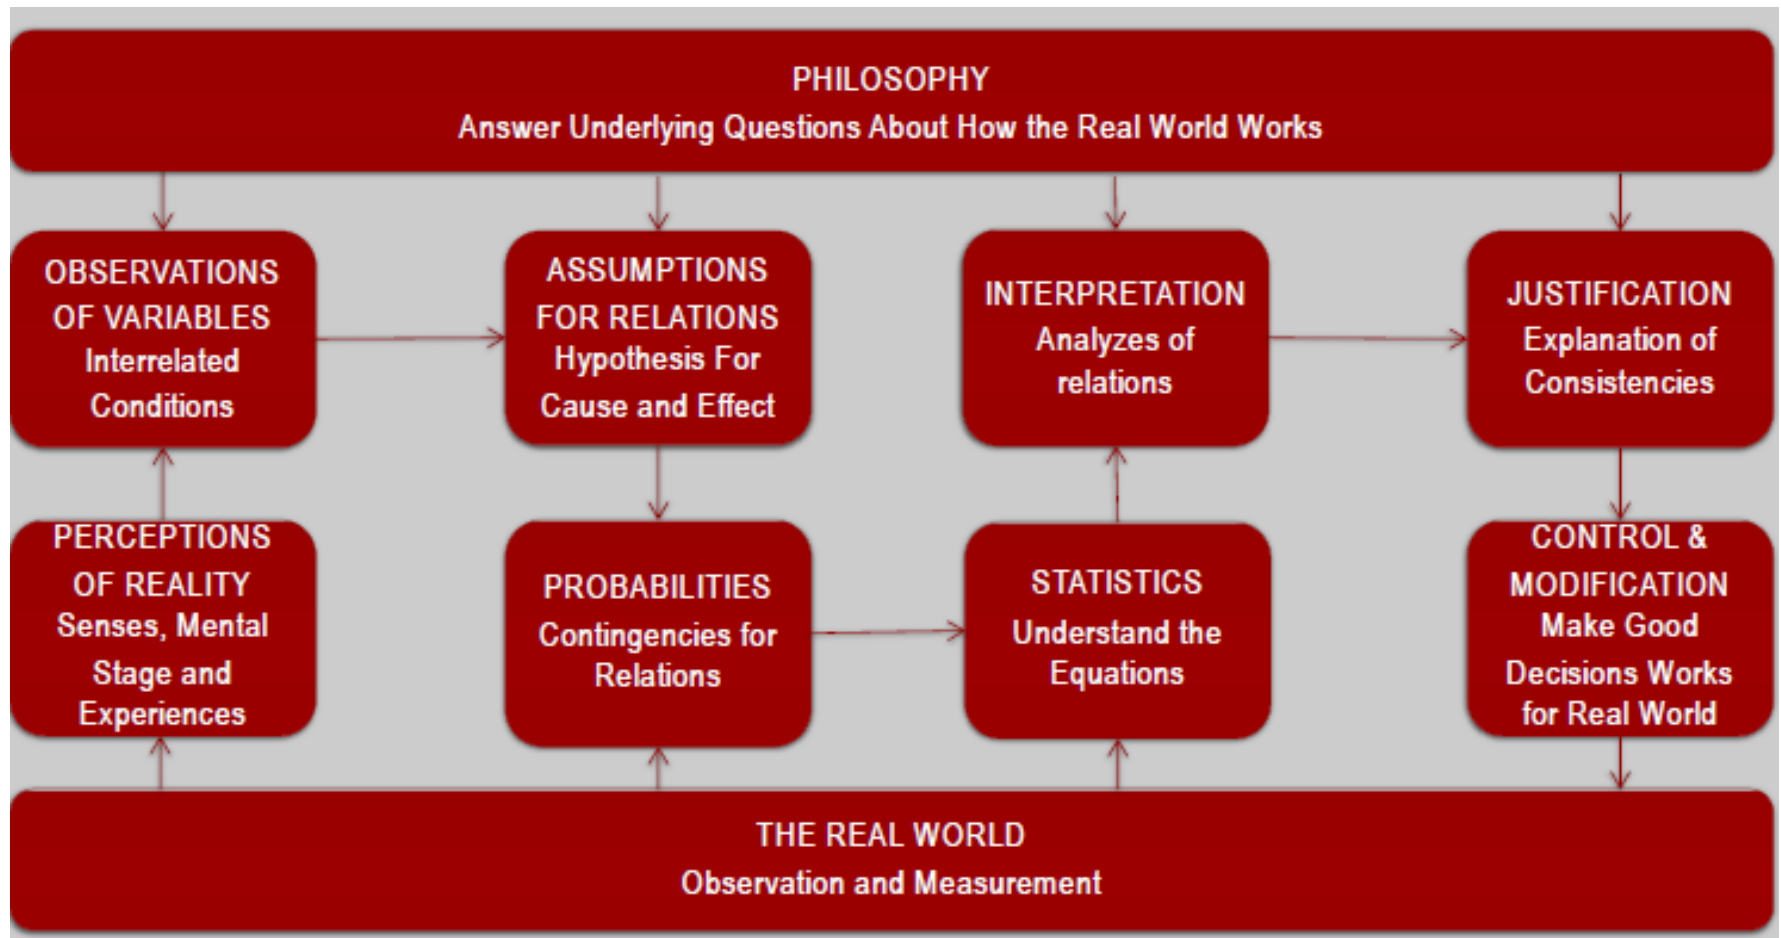 PHILOSOPHY
Answer Underlying Questions About How the Real World Works
OBSERVATIONS
OF VARIABLES
Interrelated
Conditions
ASSUMPTIONS
FOR RELATIONS
Hypothesis For
Cause and Effect
INTERPRETATION
Analyzes of
relations
JUSTIFICATION
Explanation of
Consistencies
PERCEPTIONS
OF REALITY
Senses, Mental
Stage and
Experiences
PROBABILITIES
Contingencies for
Relations
STATISTICS
Understand the
Equations
CONTROL &
MODIFICATION
Make Good
Decisions Works
for Real World
THE REAL WORLD
Observation and Measurement